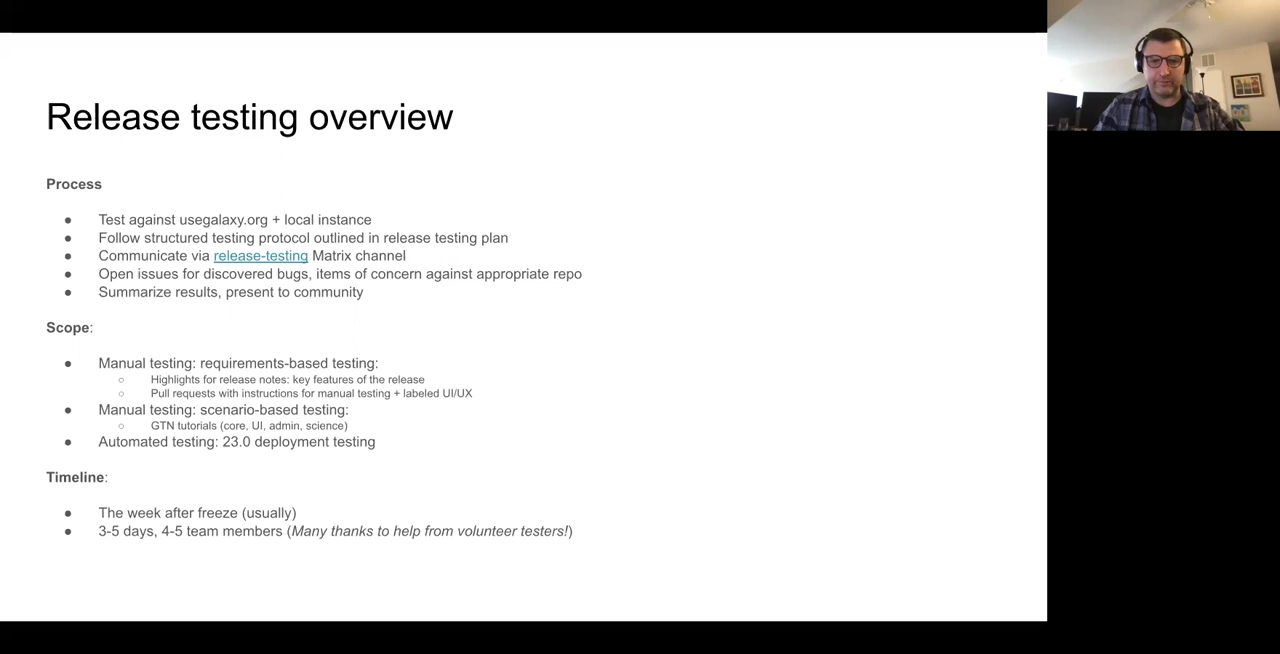 Release testing overview
Process
● Test against usegalaxy.org + local instance
● Follow structured testing protocol outlined in release testing plan
● Communicate via release-testing Matrix channel
● Open issues for discovered bugs, items of concern against appropriate repo
● Summarize results, present to community
Scope:
● Manual testing: requirements-based testing:
○ Highlights for release notes: key features of the release
○ Pull requests with instructions for manual testing + labeled UI/UX
● Manual testing: scenario-based testing:
○ GTN tutorials (core, UI, admin, science)
● Automated testing: 23.0 deployment testing
Timeline:
● The week after freeze (usually)
● 3-5 days, 4-5 team members (Many thanks to help from volunteer testers!)